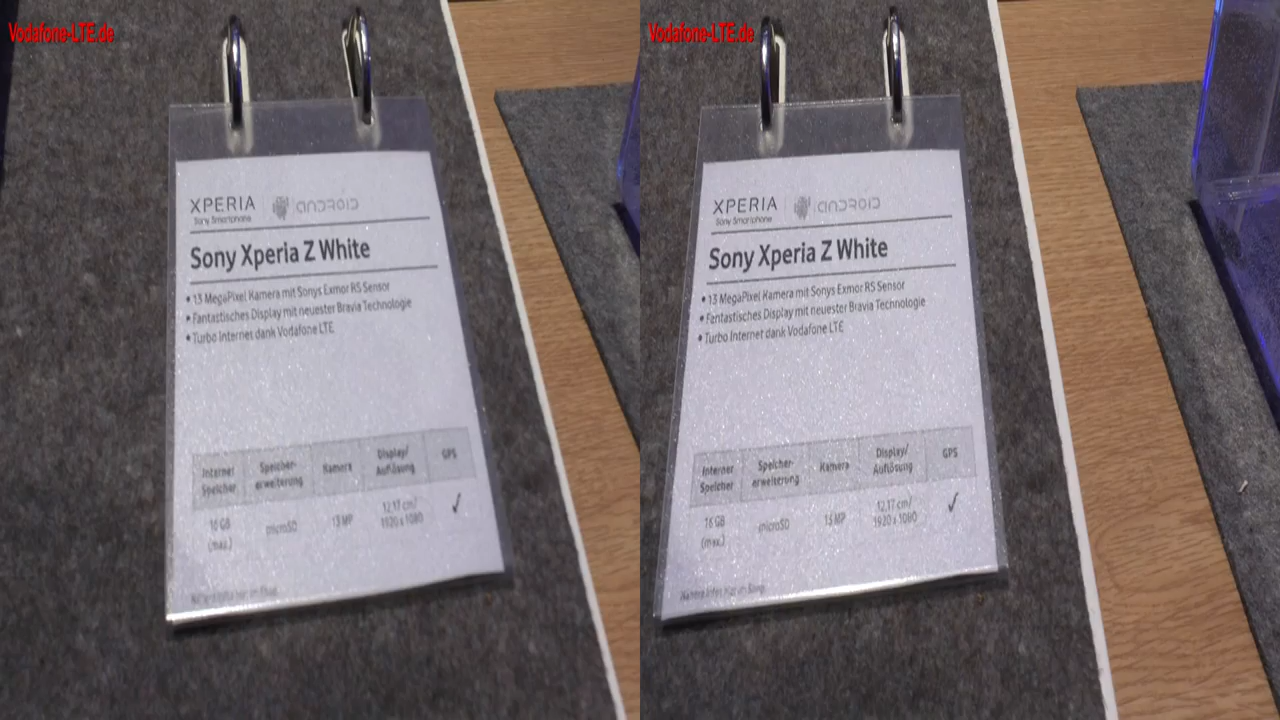 Vodafone-LTE.de
XPERIA ANDROID
Sony Smartphone
Sony Xperia Z White
• 13 MegaPixel Kamera mit Sonys Exmor RS Sensor
• Fantastisches Display mit neuester Bravia Technologie
• Turbo Internet dank Vodafone LTE
Interner Speicher-  Kamera Display/ GPS
Speicher erweiterung Auflösung
16 GB microSD 13 MP 12,17 cm/ ✓
(max.) 1920 x 1080
Vodafone-LTE.de
XPERIA ANDROID
Sony Smartphone
Sony Xperia Z White
• 13 MegaPixel Kamera mit Sonys Exmor RS Sensor
• Fantastisches Display mit neuester Bravia Technologie
• Turbo Internet dank Vodafone LTE
Interner Speicher- Kamera Display/ GPS
Speicher erweiterung Auflösung
16 GB microSD 13 MP 12,17 cm/ ✓
(max.) 1920 x 1080